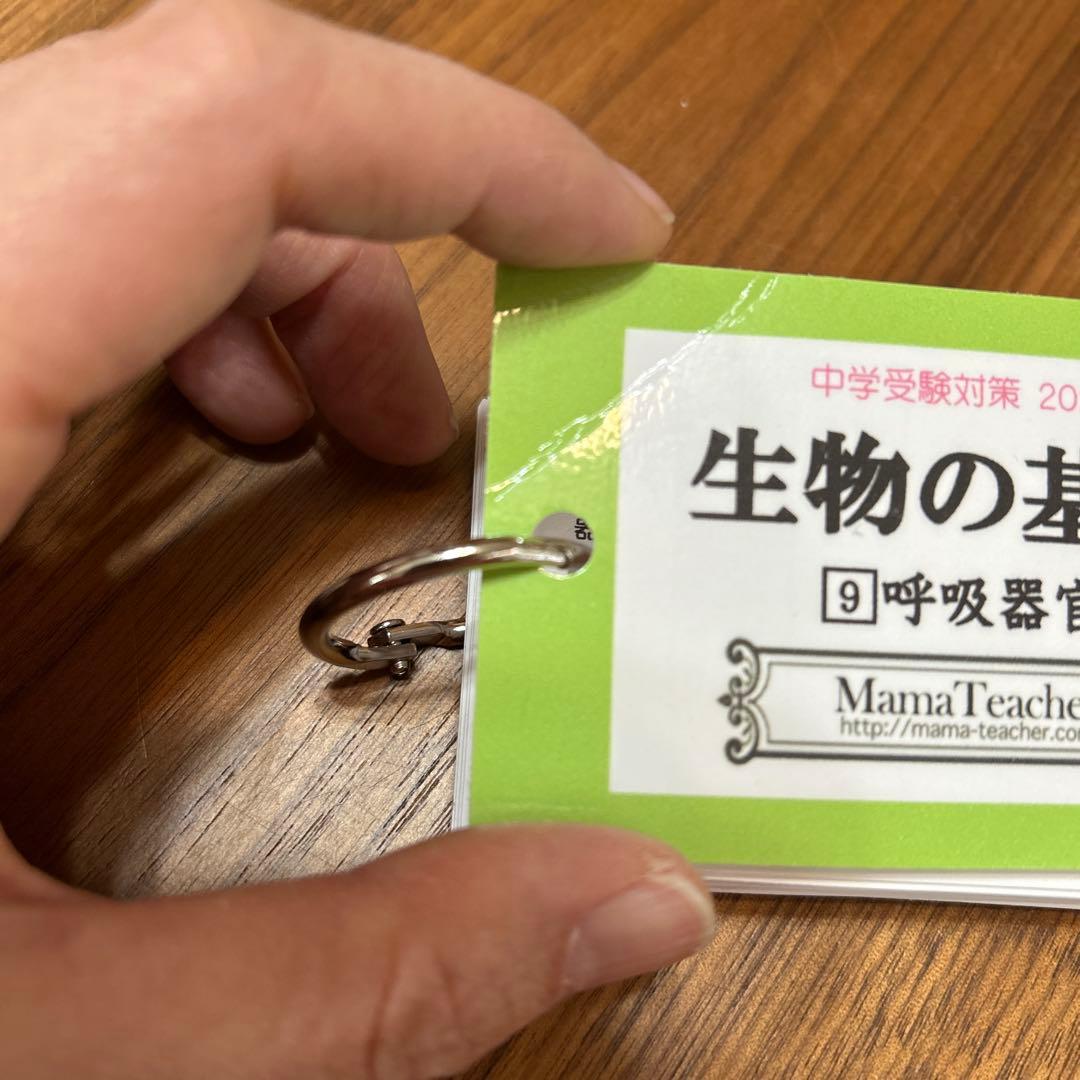 中学受験対策 20
生物の基
9 呼吸器官
MamaTeache
http://mama-teacher.co
器